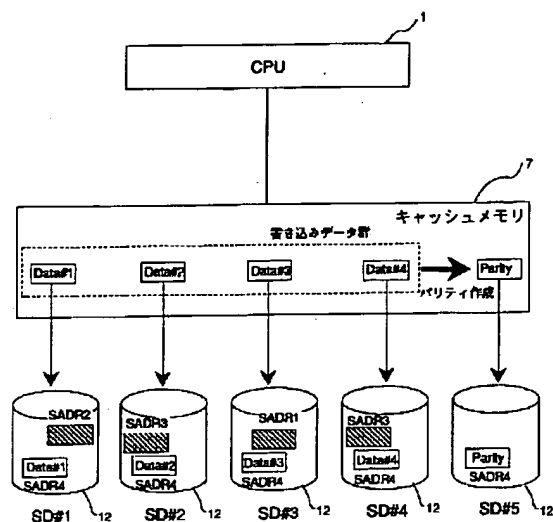 1
CPU
7
キャッシュメモリ
書き込みデータ群
Data#1 Data#2 Data#3 Data#4 Parity
パリティ作成
SADR2 SADR3 SADR1 SADR3
Data#1 Data#2 Data#3 Data#4 Parity
SADR4 SADR4 SADR4 SADR4 SADR4
12 12 12 12 12
SD#1 SD#2 SD#3 SD#4 SD#5